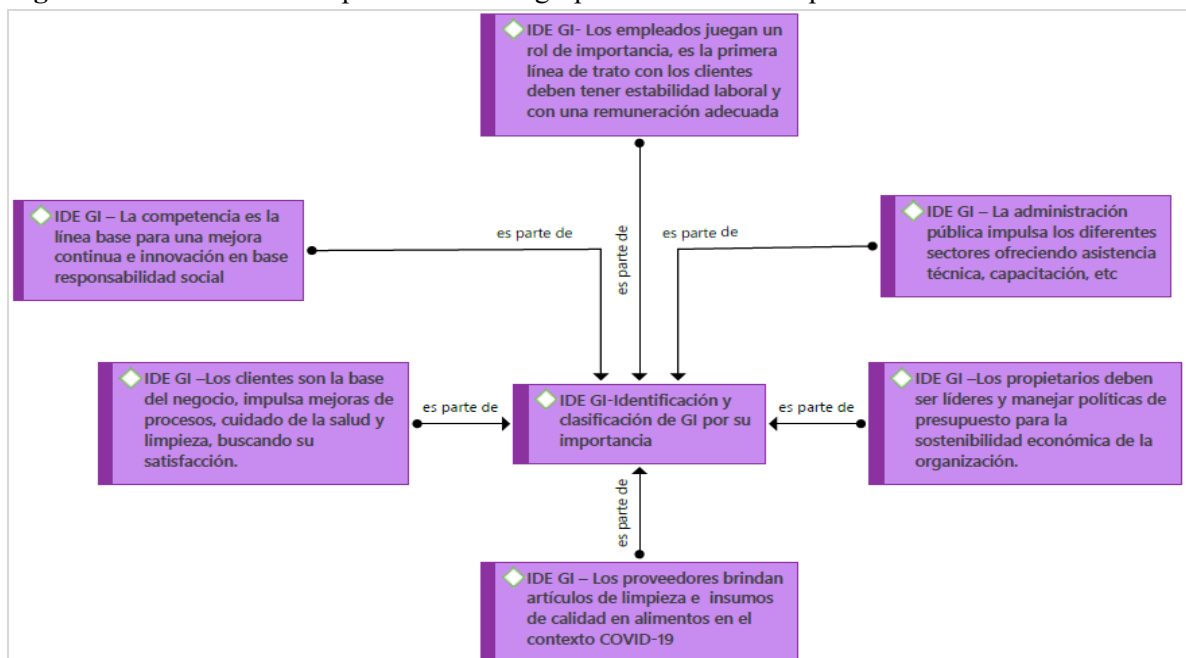 IDE GI- Los empleados juegan un
rol de importancia, es la primera
línea de trato con los clientes
deben tener estabilidad laboral y
con una remuneración adecuada
IDE GI – La competencia es la
línea base para una mejora
continua e innovación en base
responsabilidad social
es parte de
es parte de
es parte de
IDE GI – La administración
pública impulsa los diferentes
sectores ofreciendo asistencia
técnica, capacitación, etc
IDE GI –Los clientes son la base
del negocio, impulsa mejoras de
procesos, cuidado de la salud y
limpieza, buscando su
satisfacción.
es parte de
IDE GI-Identificación y
clasificación de GI por su
importancia
es parte de
IDE GI –Los propietarios deben
ser líderes y manejar políticas de
presupuesto para la
sostenibilidad económica de la
organización.
es parte de
IDE GI – Los proveedores brindan
artículos de limpieza e insumos
de calidad en alimentos en el
contexto COVID-19